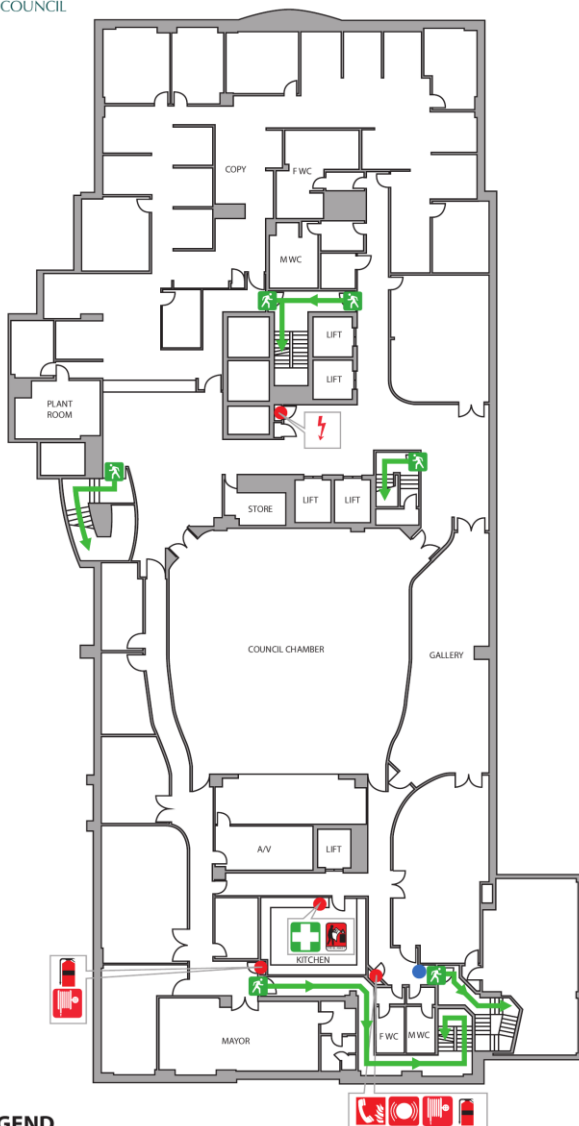 COUNCIL
COPY
F WC
M WC
LIFT
LIFT
PLANT
ROOM
STORE
LIFT
LIFT
COUNCIL CHAMBER
GALLERY
A/V
LIFT
KITCHEN
MAYOR
F WC
M WC
GEND